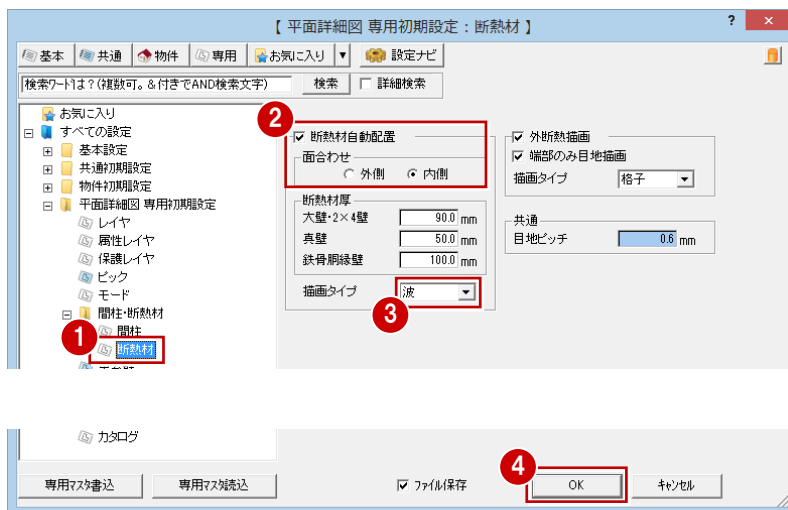 【 平面詳細図 専用初期設定：断熱材 】
? ×
基本 共通 物件 専用 お気に入り ▼ 設定ナビ
検索ワードは？(複数可。＆付きでAND検索文字) 検索 詳細検索
お気に入り
すべての設定
基本設定
共通初期設定
物件初期設定
平面詳細図 専用初期設定
レイヤ
属性レイヤ
保護レイヤ
ピック
モード
間柱・断熱材
間柱
1
断熱材
カタログ
2
断熱材自動配置
面合わせ
外側 内側
断熱材厚
大壁・2×4壁 90.0 mm
真壁 50.0 mm
鉄骨胴縁壁 100.0 mm
描画タイプ 波
3
外断熱描画
端部のみ目地描画
描画タイプ 格子
共通
目地ピッチ 0.6 mm
専用マスタ書込 専用マスタ読込 ファイル保存 4 OK キャンセル